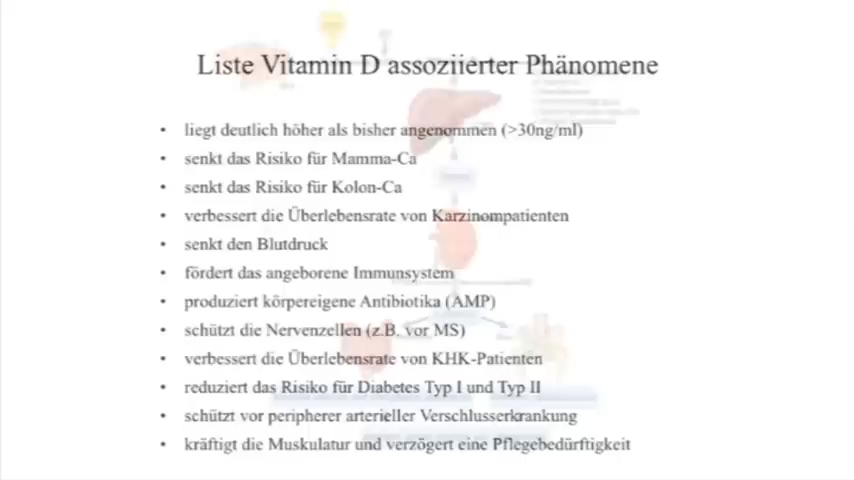 Liste Vitamin D assoziierter Phänomene
• liegt deutlich höher als bisher angenommen (>30ng/ml)
• senkt das Risiko für Mamma-Ca
• senkt das Risiko für Kolon-Ca
• verbessert die Überlebensrate von Karzinompatienten
• senkt den Blutdruck
• fördert das angeborene Immunsystem
• produziert körpereigene Antibiotika (AMP)
• schützt die Nervenzellen (z.B. vor MS)
• verbessert die Überlebensrate von KHK-Patienten
• reduziert das Risiko für Diabetes Typ I und Typ II
• schützt vor peripherer arterieller Verschlusserkrankung
• kräftigt die Muskulatur und verzögert eine Pflegebedürftigkeit